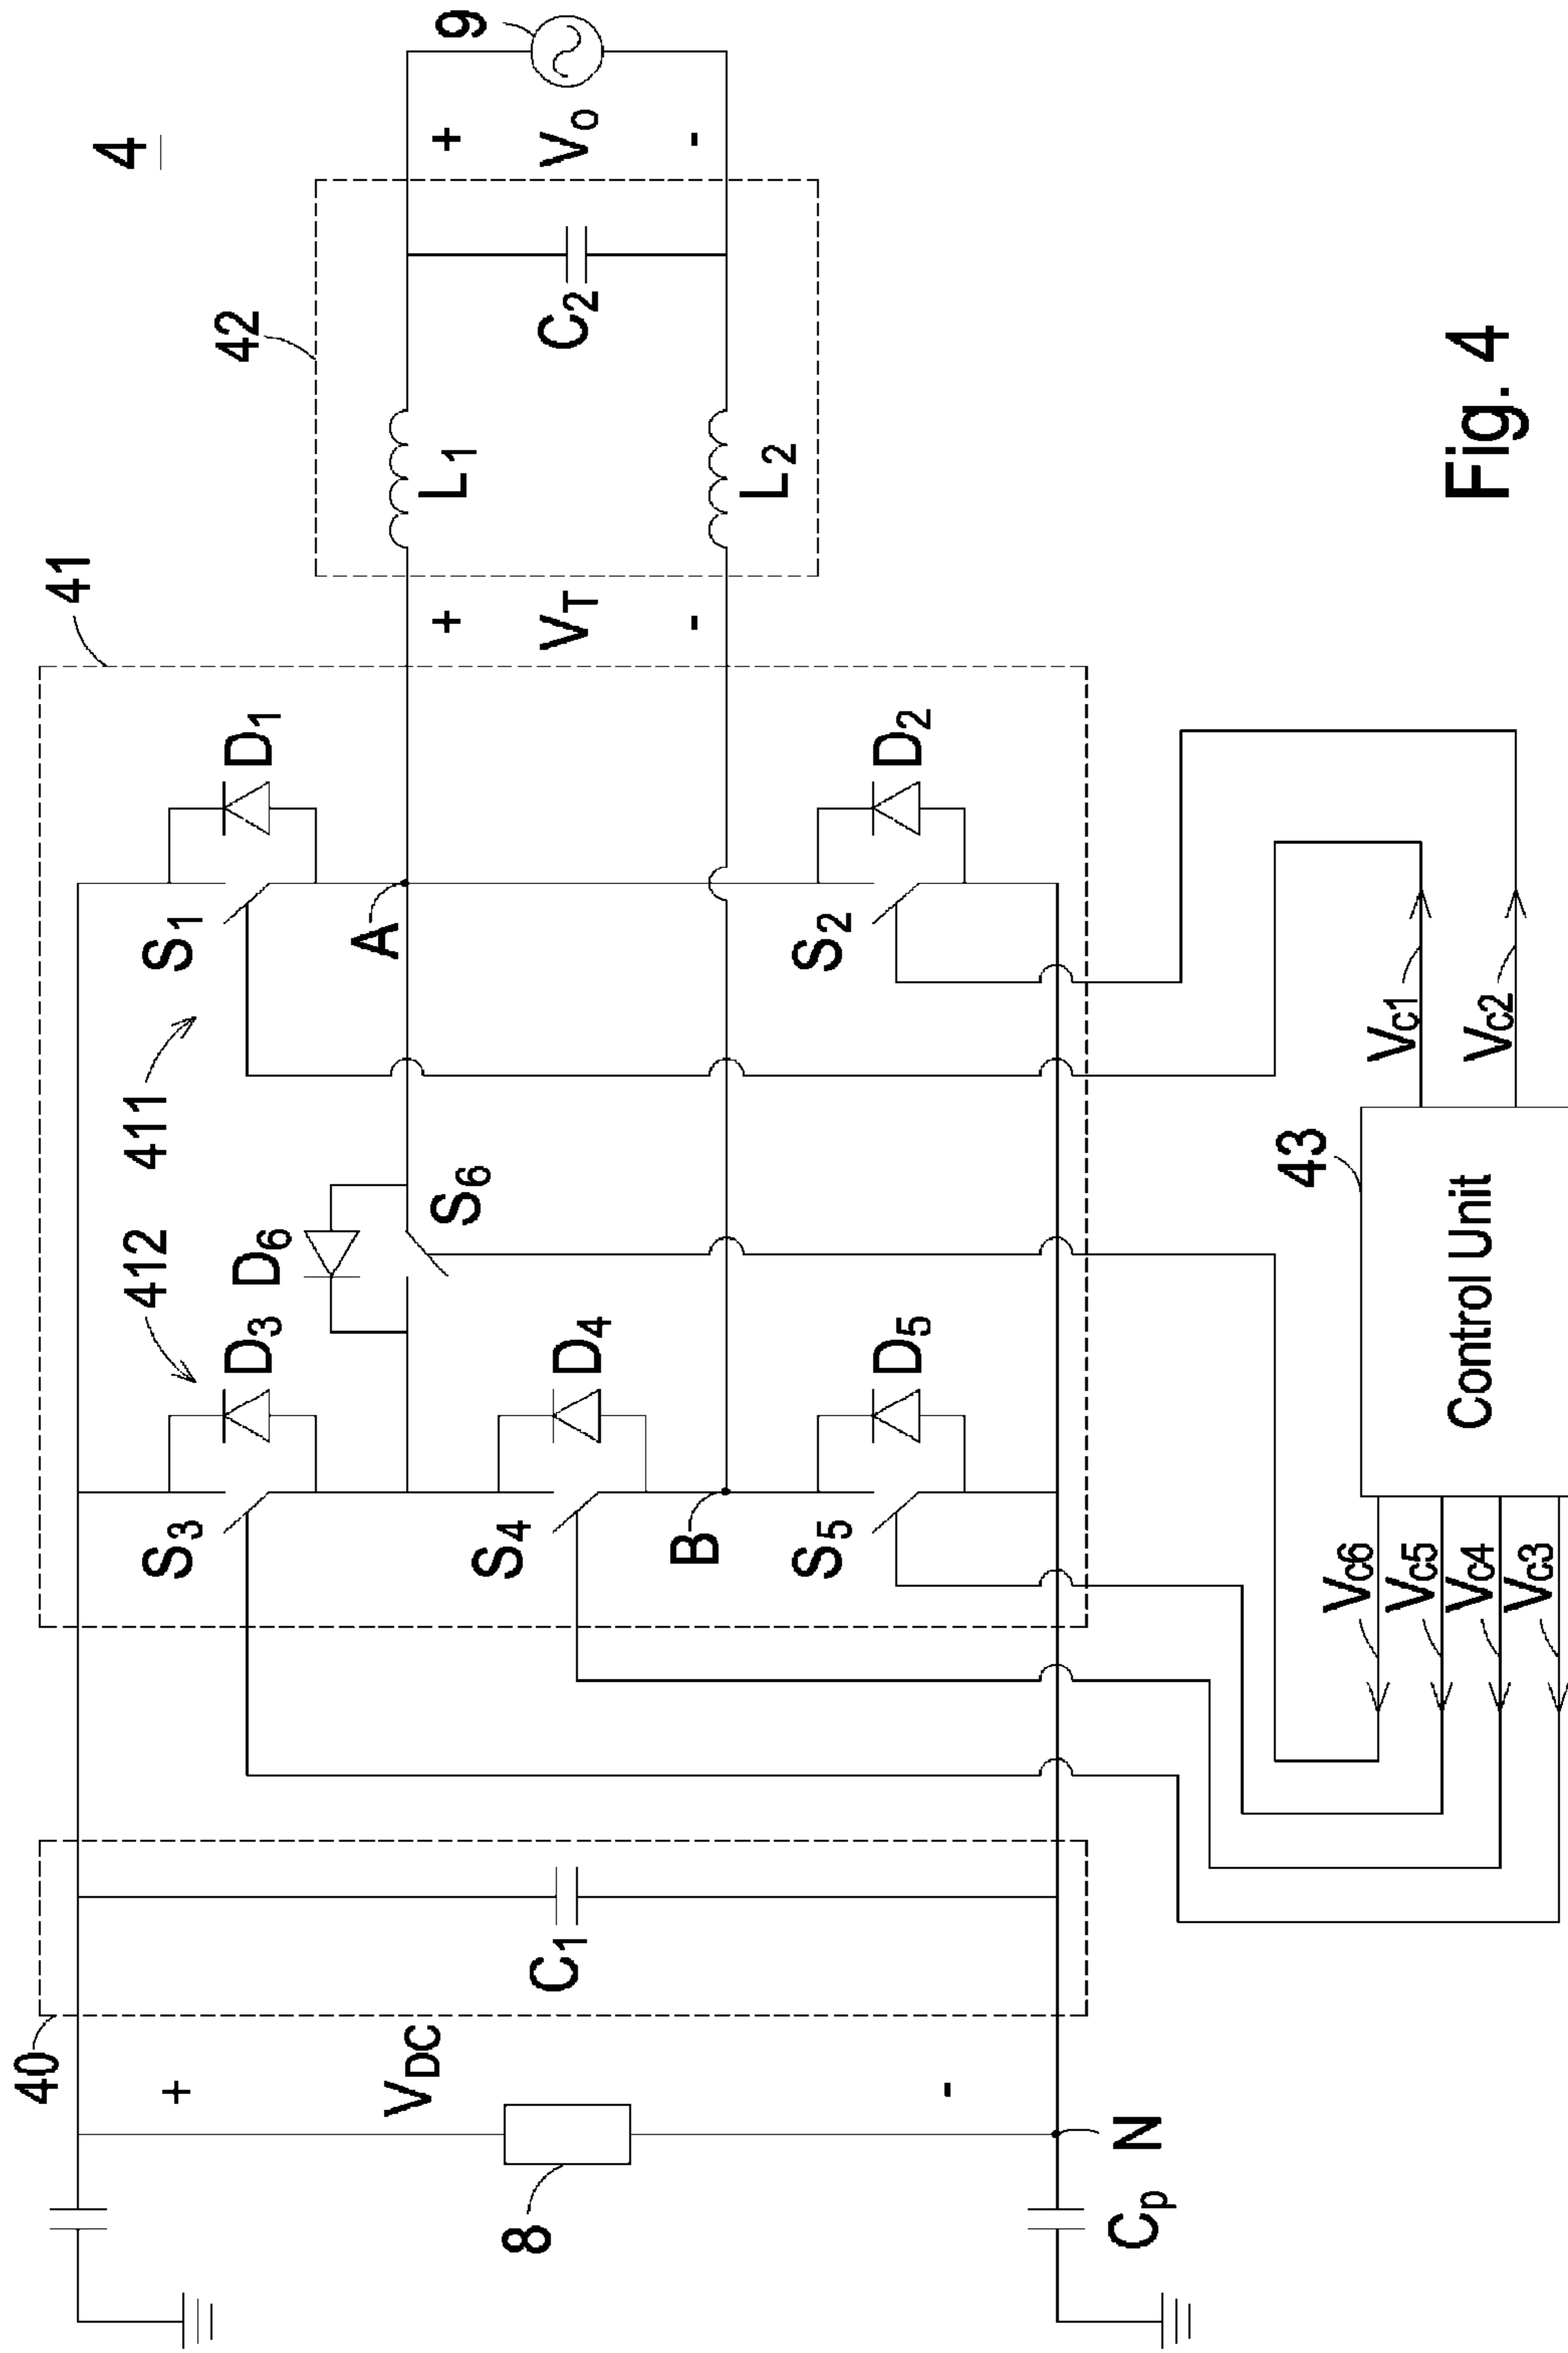 4
40
41
42
412
411
S3
D3
D6
S6
S1
D1
A
+
VDC
-
8
C1
S4
D4
B
S5
D5
S2
D2
+
VT
-
L1
L2
C2
+
Vo
-
9
N
Cp
Vc6
Vc5
Vc4
Vc3
43
Control Unit
Vc1
Vc2
Fig. 4